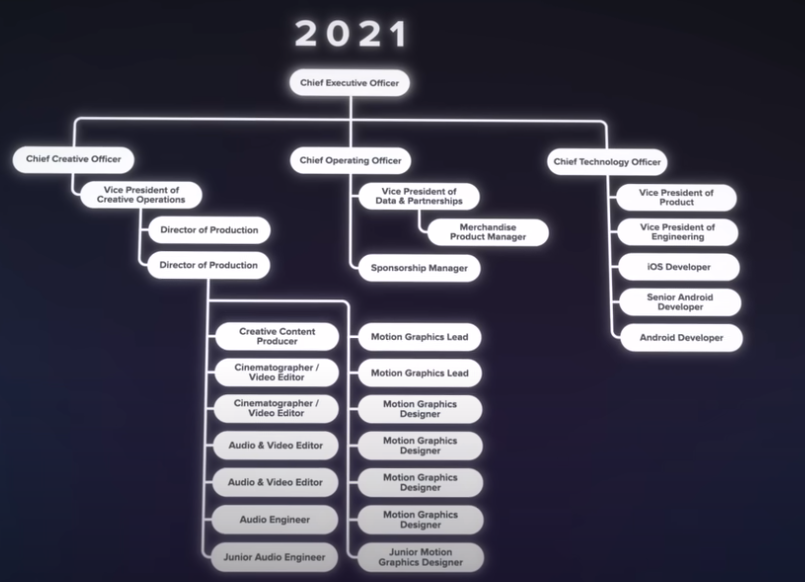 2021
Chief Executive Officer
Chief Creative Officer
Vice President of
Creative Operations
Director of Production
Director of Production
Creative Content
Producer
Cinematographer /
Video Editor
Cinematographer /
Video Editor
Audio & Video Editor
Audio & Video Editor
Audio Engineer
Junior Audio Engineer
Motion Graphics Lead
Motion Graphics Lead
Motion Graphics
Designer
Motion Graphics
Designer
Motion Graphics
Designer
Motion Graphics
Designer
Junior Motion
Graphics Designer
Chief Operating Officer
Vice President of
Data & Partnerships
Merchandise
Product Manager
Sponsorship Manager
Chief Technology Officer
Vice President of
Product
Vice President of
Engineering
iOS Developer
Senior Android
Developer
Android Developer